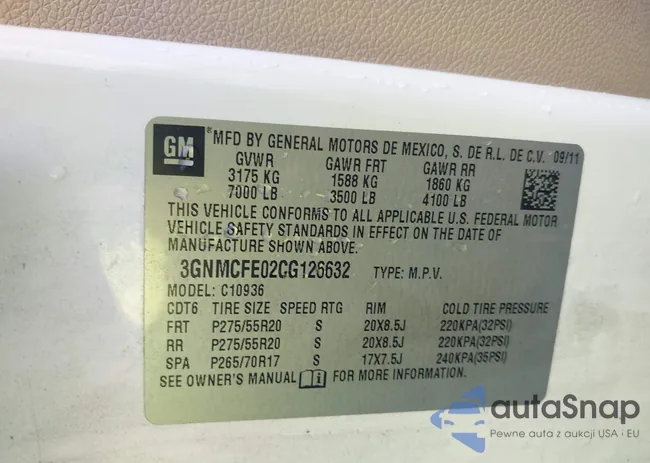 GM
*MFD BY GENERAL MOTORS DE MEXICO, S. DE R.L. DE C.V. 09/11
GVWR GAWR FRT GAWR RR
3175 KG 1588 KG 1860 KG
7000 LB 3500 LB 4100 LB
THIS VEHICLE CONFORMS TO ALL APPLICABLE U.S. FEDERAL MOTOR
VEHICLE SAFETY STANDARDS IN EFFECT ON THE DATE OF
MANUFACTURE SHOWN ABOVE.
3GNMCFE02CG126632 TYPE: M.P.V.
MODEL: C10936
CDT6 TIRE SIZE SPEED RTG RIM COLD TIRE PRESSURE
FRT P275/55R20 S 20X8.5J 220KPA(32PSI)
RR P275/55R20 S 20X8.5J 220KPA(32PSI)
SPA P265/70R17 S 17X7.5J 240KPA(35PSI)
SEE OWNER'S MANUAL i FOR MORE INFORMATION.
autaSnap
Pewne auta z aukcji USA i EU